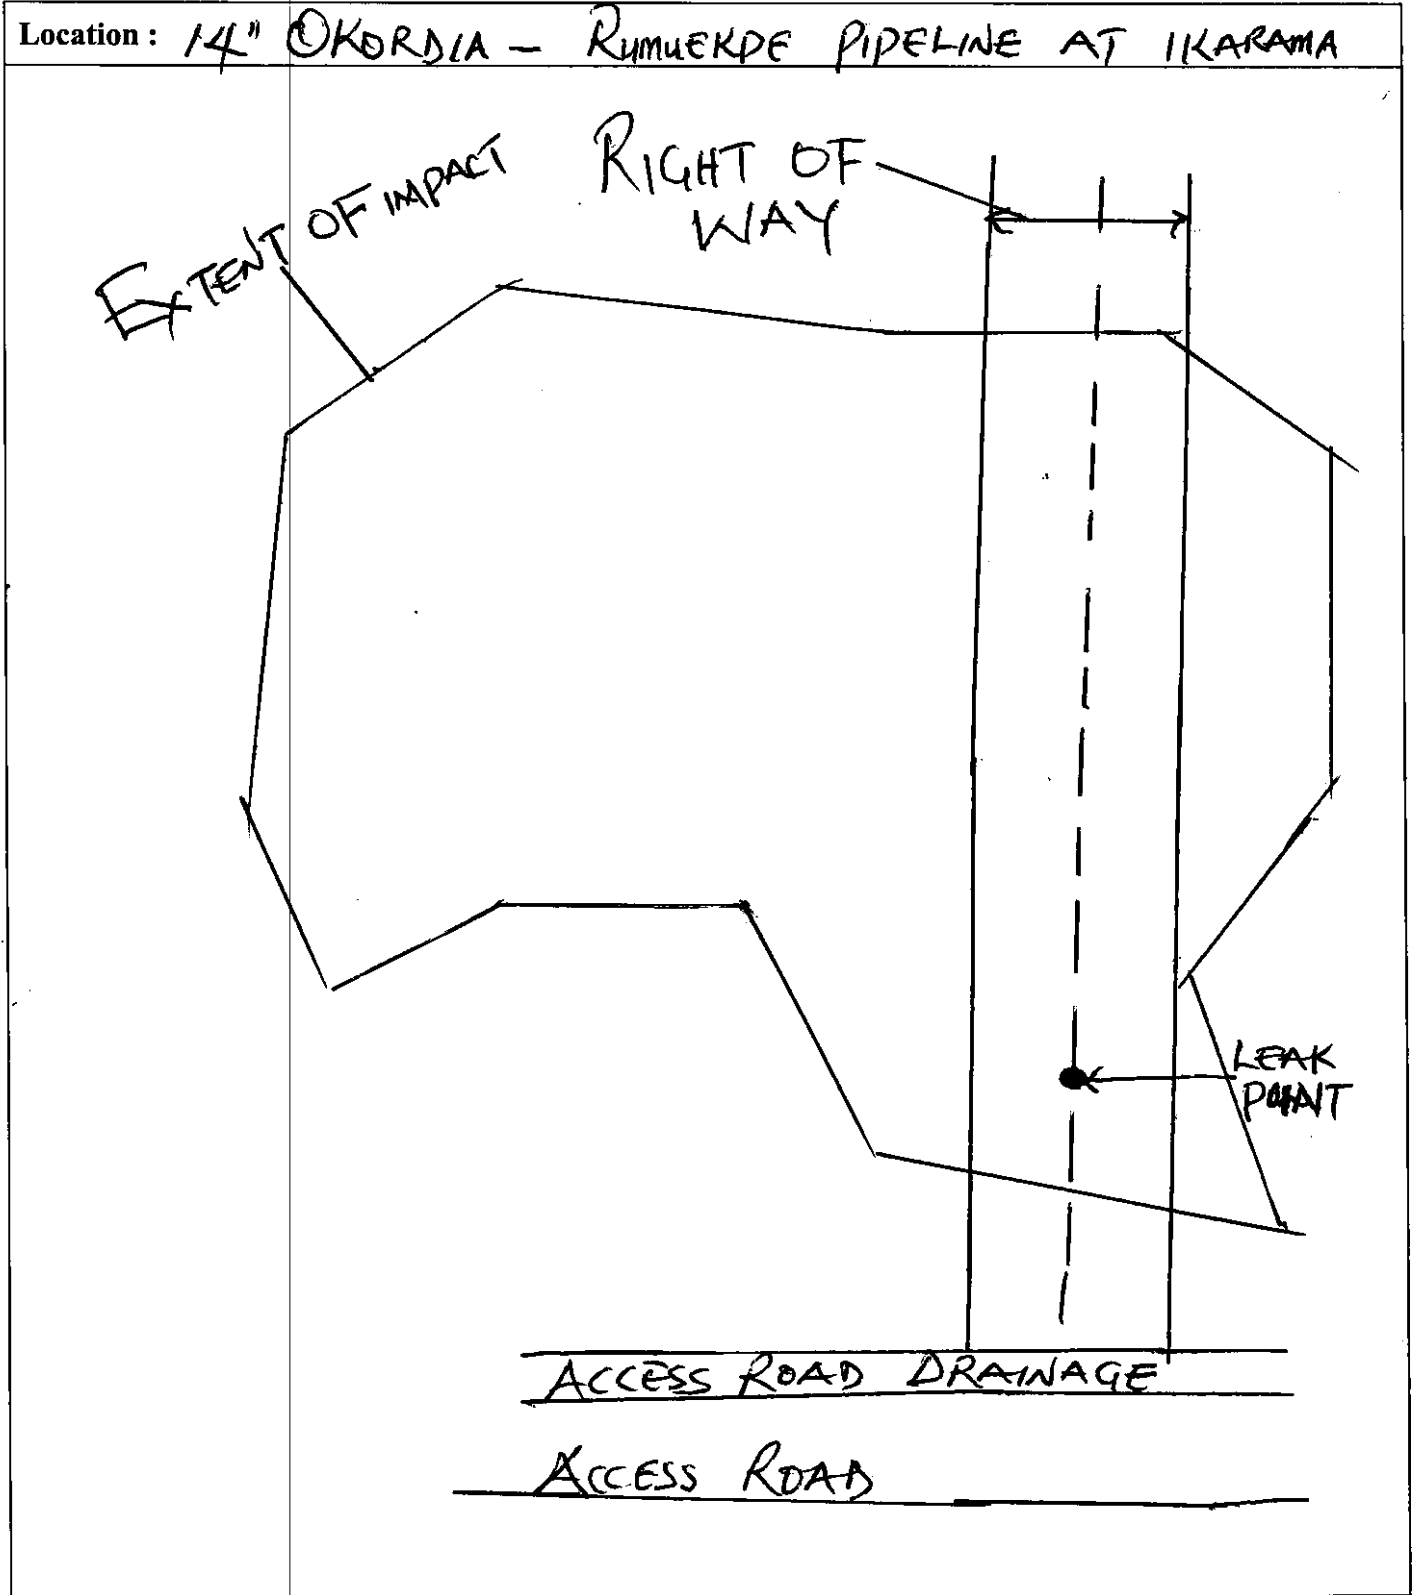 Location : 14" OKORDIA - RUMUEKPE PIPELINE AT IKARAMA
EXTENT OF IMPACT
RIGHT OF
WAY
LEAK
POINT
ACCESS ROAD DRAINAGE
ACCESS ROAD